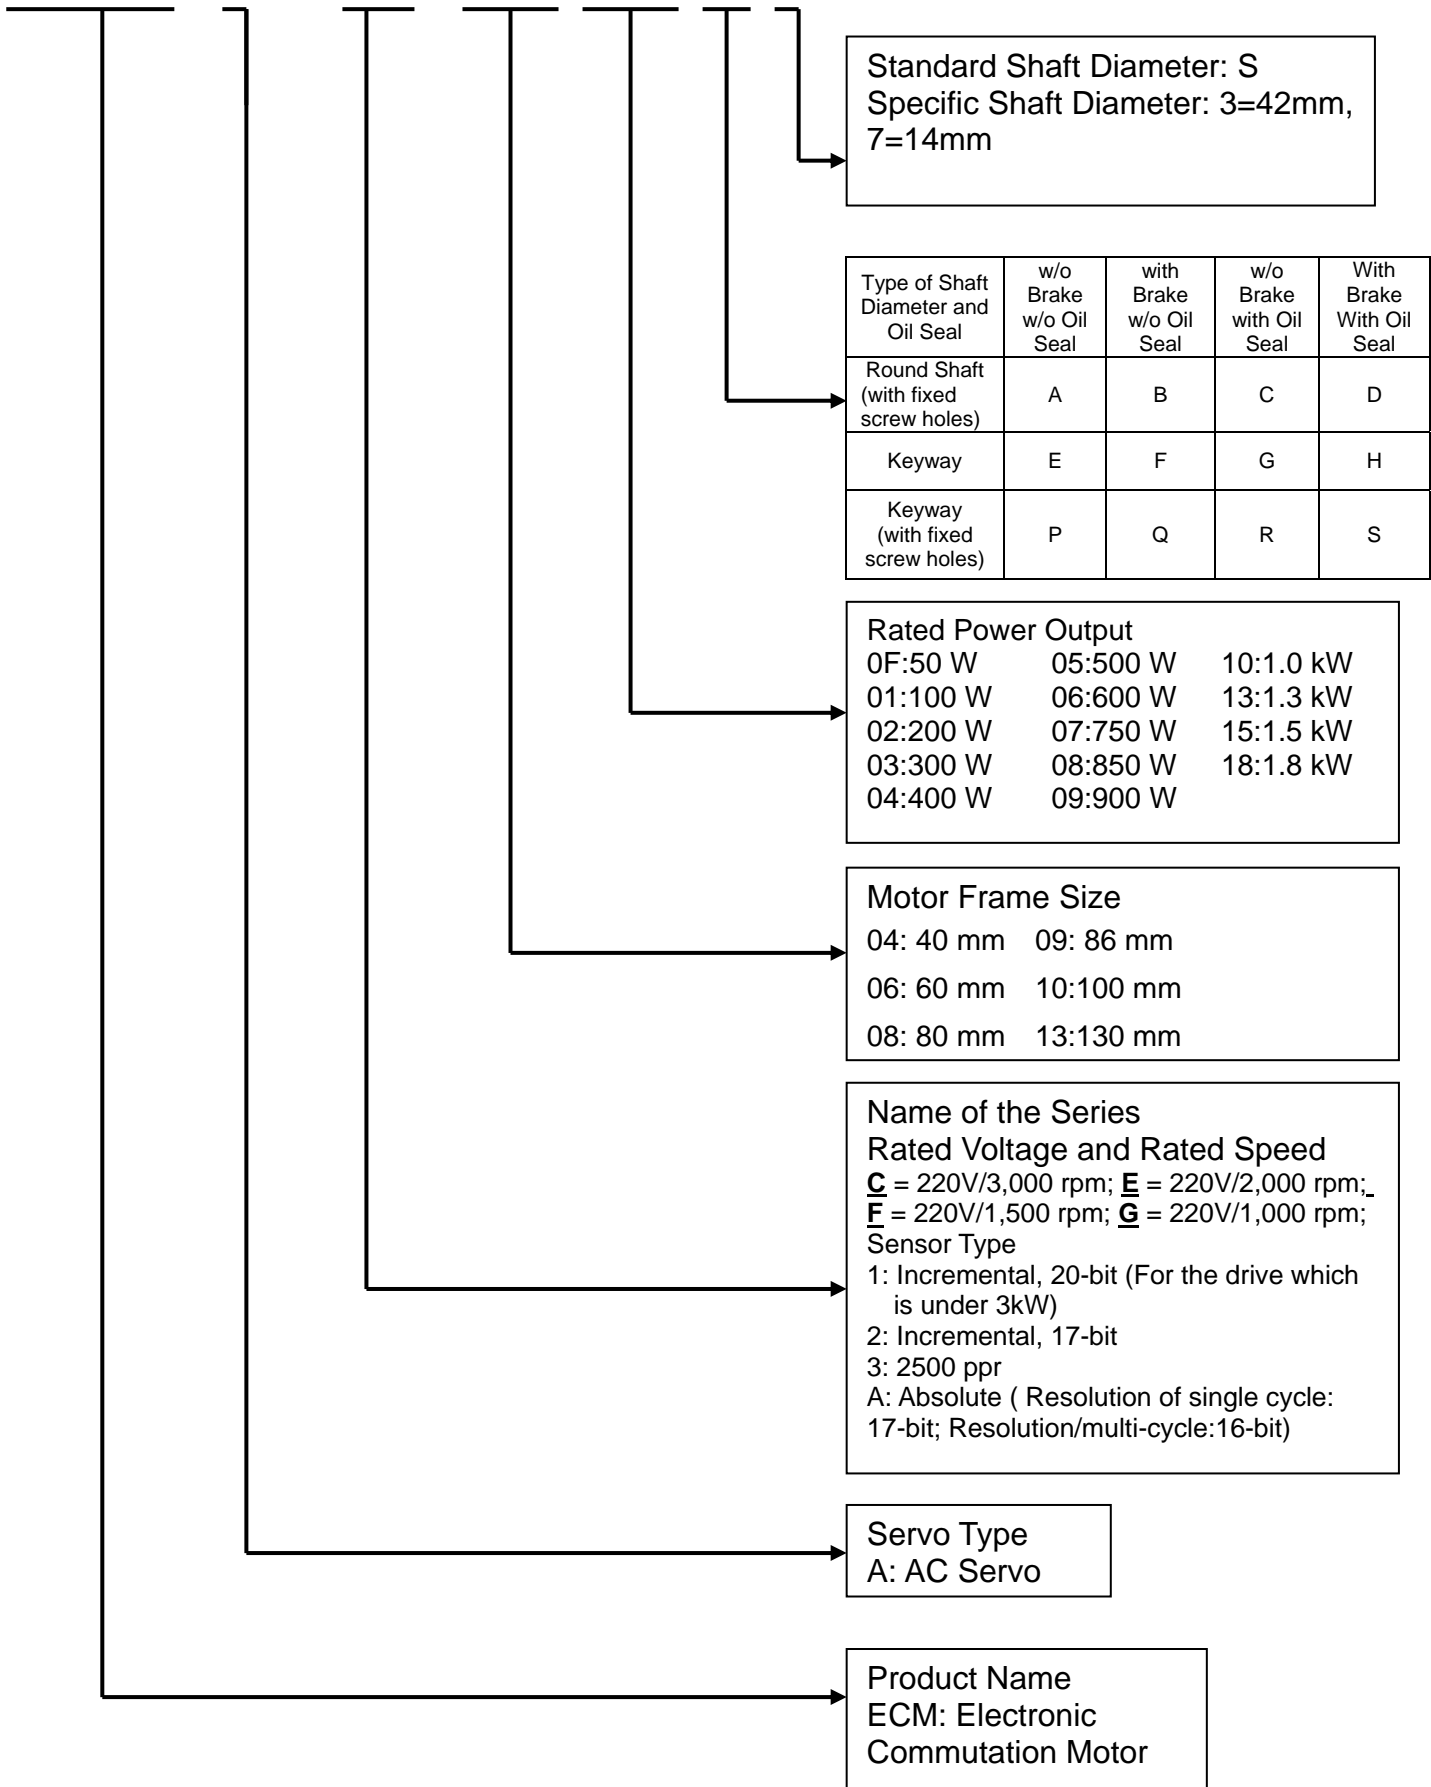 Standard Shaft Diameter: S
Specific Shaft Diameter: 3=42mm,
7=14mm
Type of Shaft Diameter and Oil Seal w/o Brake w/o Oil Seal with Brake w/o Oil Seal w/o Brake with Oil Seal With Brake With Oil Seal
Round Shaft (with fixed screw holes) A B C D
Keyway E F G H
Keyway (with fixed screw holes) P Q R S
Rated Power Output
0F:50 W 05:500 W 10:1.0 kW
01:100 W 06:600 W 13:1.3 kW
02:200 W 07:750 W 15:1.5 kW
03:300 W 08:850 W 18:1.8 kW
04:400 W 09:900 W
Motor Frame Size
04: 40 mm 09: 86 mm
06: 60 mm 10:100 mm
08: 80 mm 13:130 mm
Name of the Series
Rated Voltage and Rated Speed
C = 220V/3,000 rpm; E = 220V/2,000 rpm;
F = 220V/1,500 rpm; G = 220V/1,000 rpm;
Sensor Type
1: Incremental, 20-bit (For the drive which
is under 3kW)
2: Incremental, 17-bit
3: 2500 ppr
A: Absolute ( Resolution of single cycle:
17-bit; Resolution/multi-cycle:16-bit)
Servo Type
A: AC Servo
Product Name
ECM: Electronic
Commutation Motor